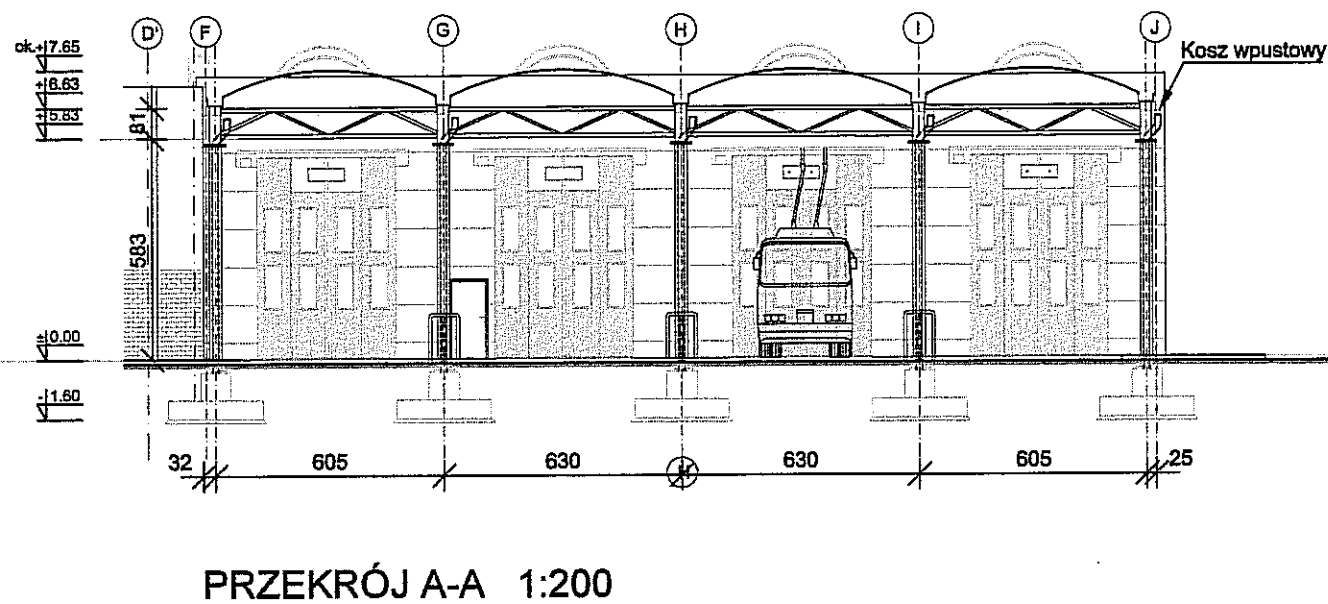 D' F G H I J
ok.+7.65
Kosz wpustowy
+6.63
81
+5.83
583
±0.00
-1.60
32 605 630 630 605 25
H
PRZEKRÓJ A-A 1:200